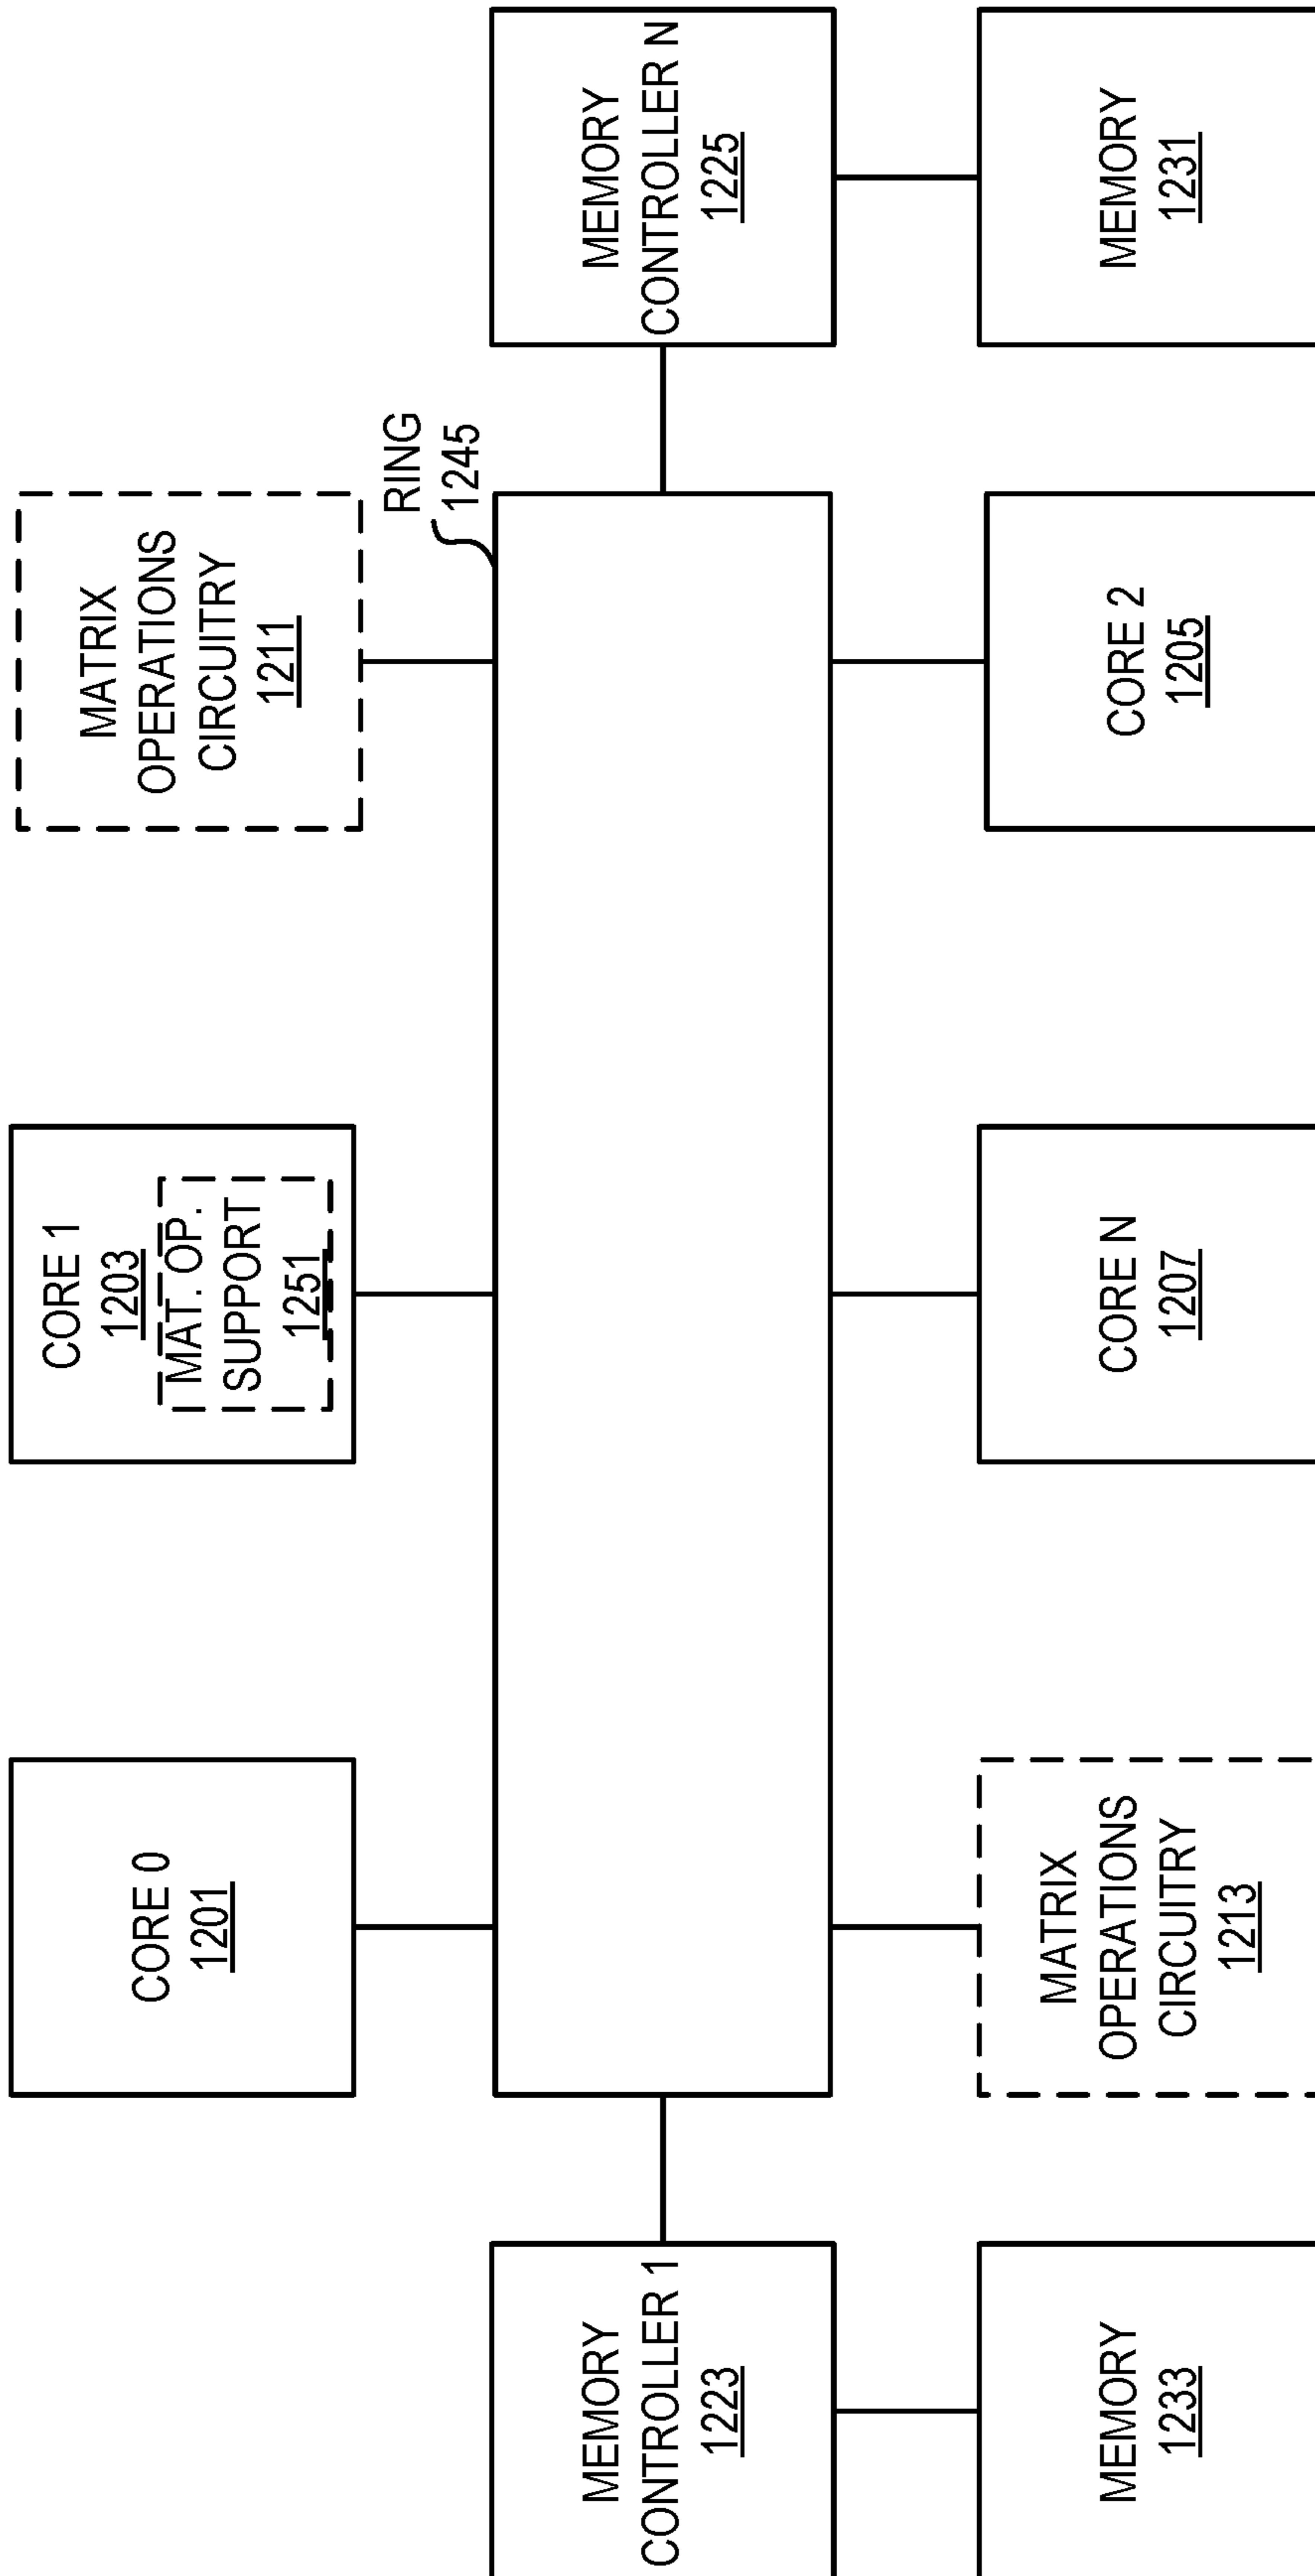 CORE 0
1201
CORE 1
1203
MAT. OP.
SUPPORT
1251
MATRIX
OPERATIONS
CIRCUITRY
1211
RING
1245
MEMORY
CONTROLLER 1
1223
MEMORY
CONTROLLER N
1225
MEMORY
1233
MATRIX
OPERATIONS
CIRCUITRY
1213
CORE N
1207
CORE 2
1205
MEMORY
1231